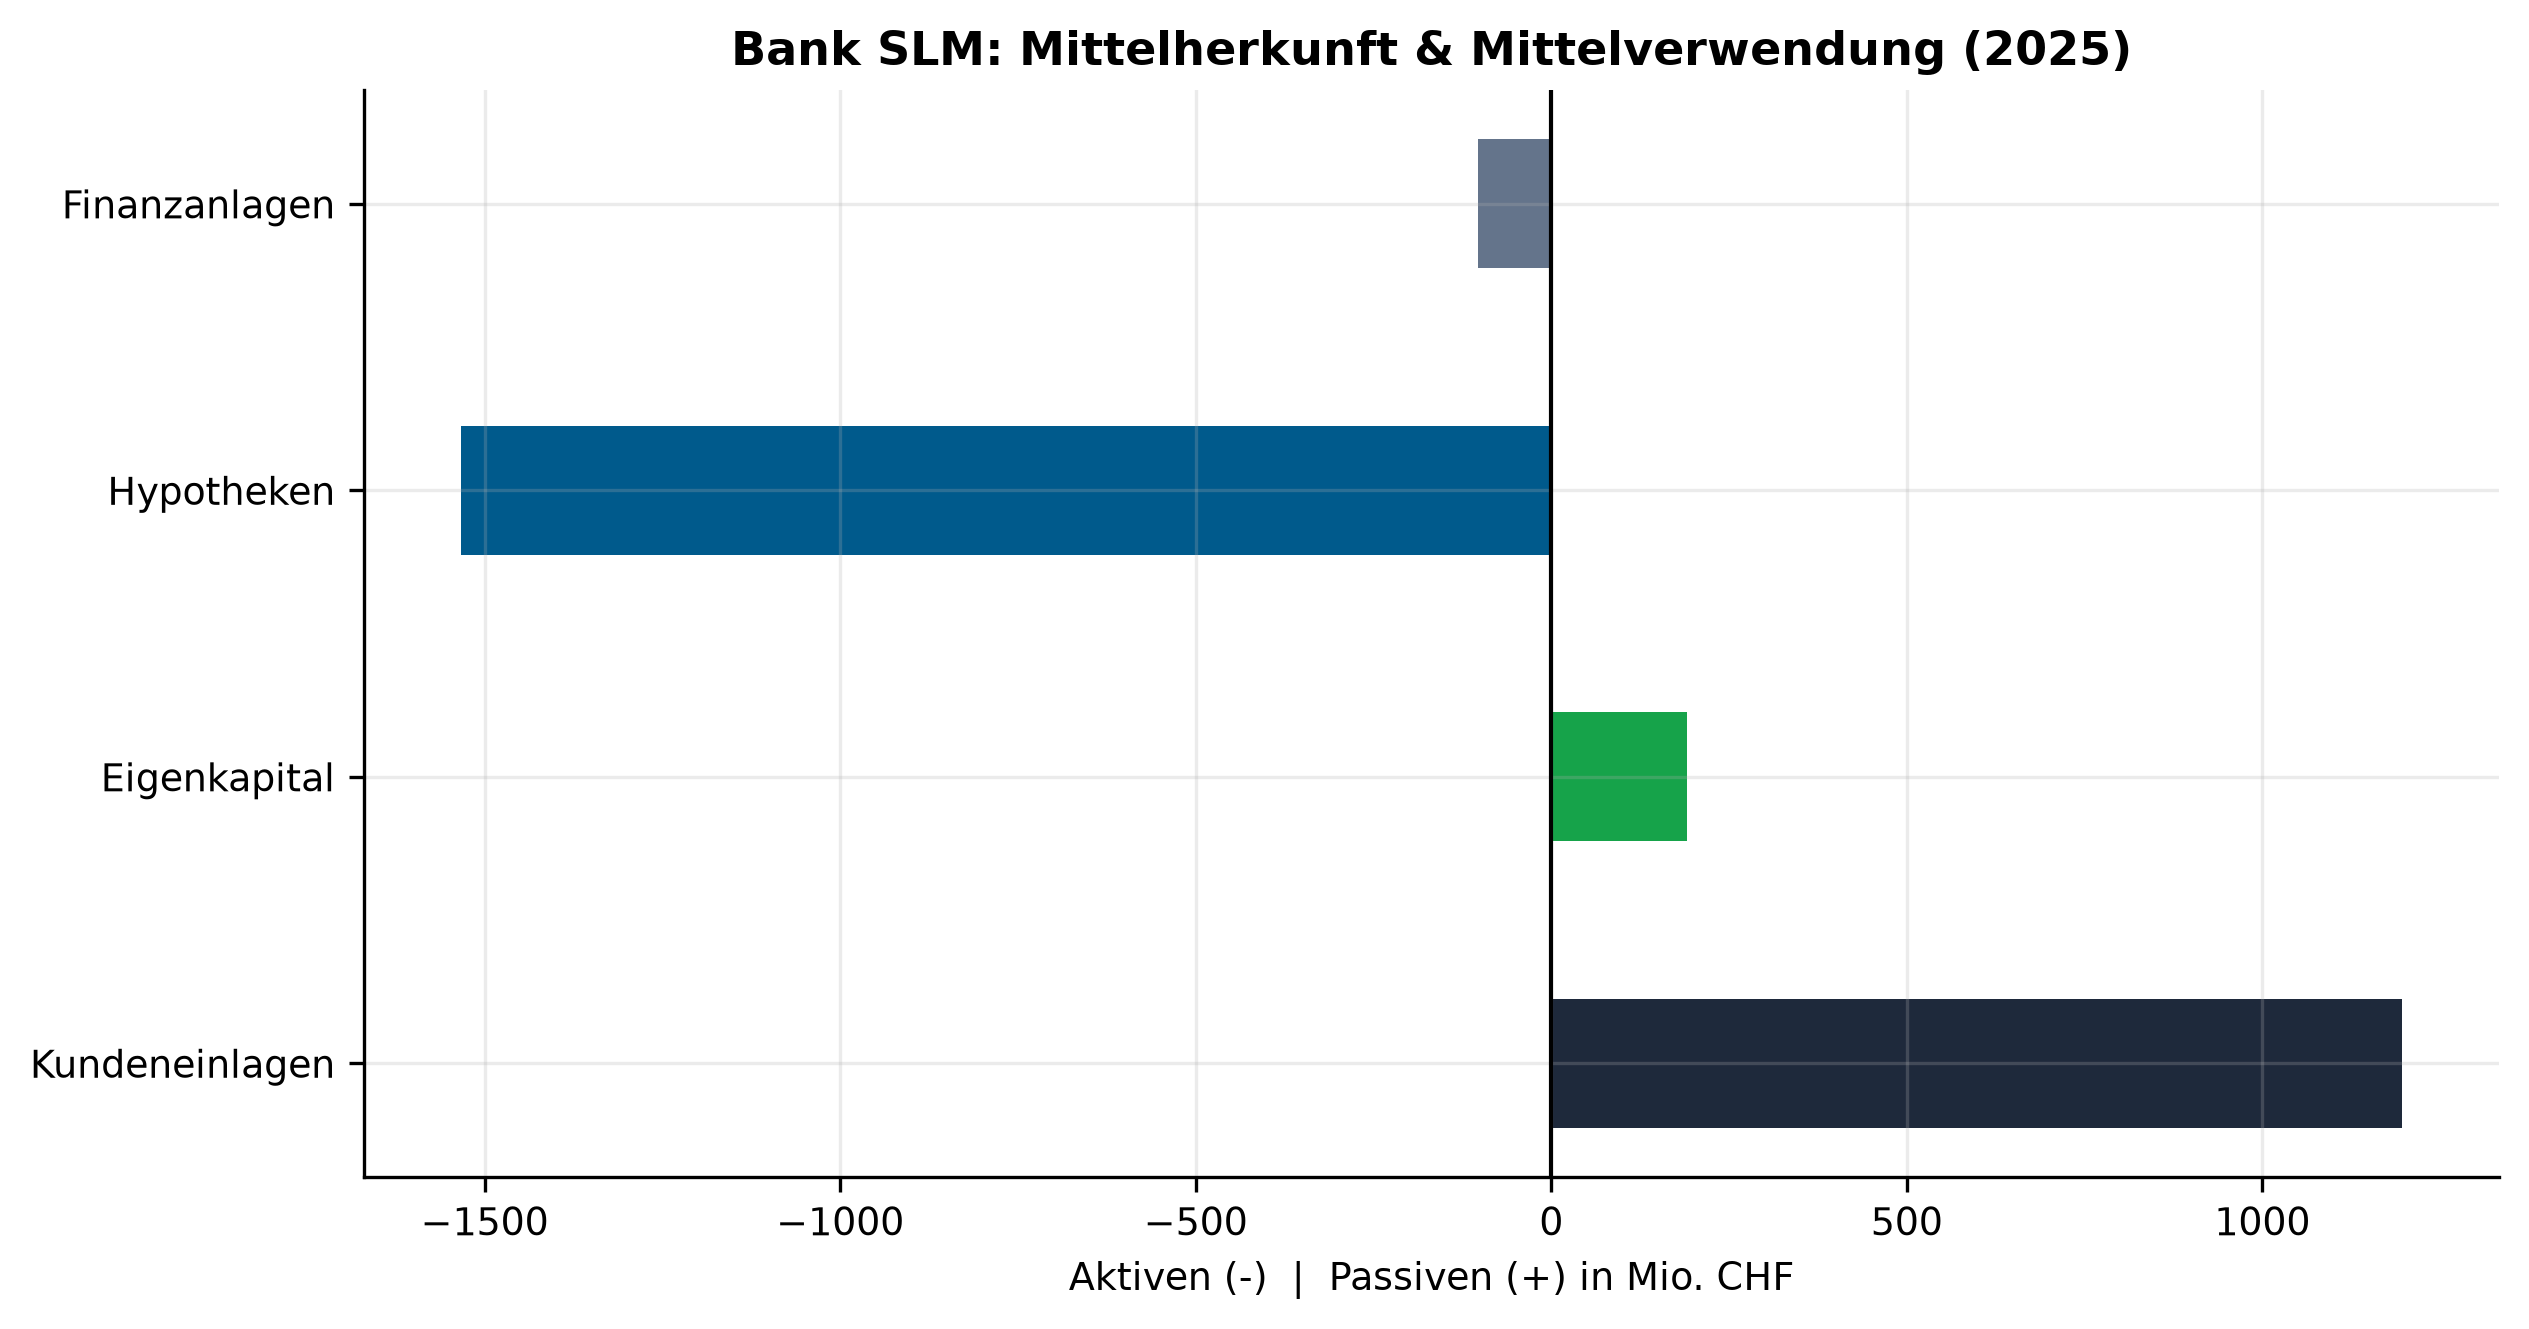 Bank SLM: Mittelherkunft & Mittelverwendung (2025)
Finanzanlagen
Hypotheken
Eigenkapital
Kundeneinlagen
−1500 −1000 −500 0 500 1000
Aktiven (-) | Passiven (+) in Mio. CHF